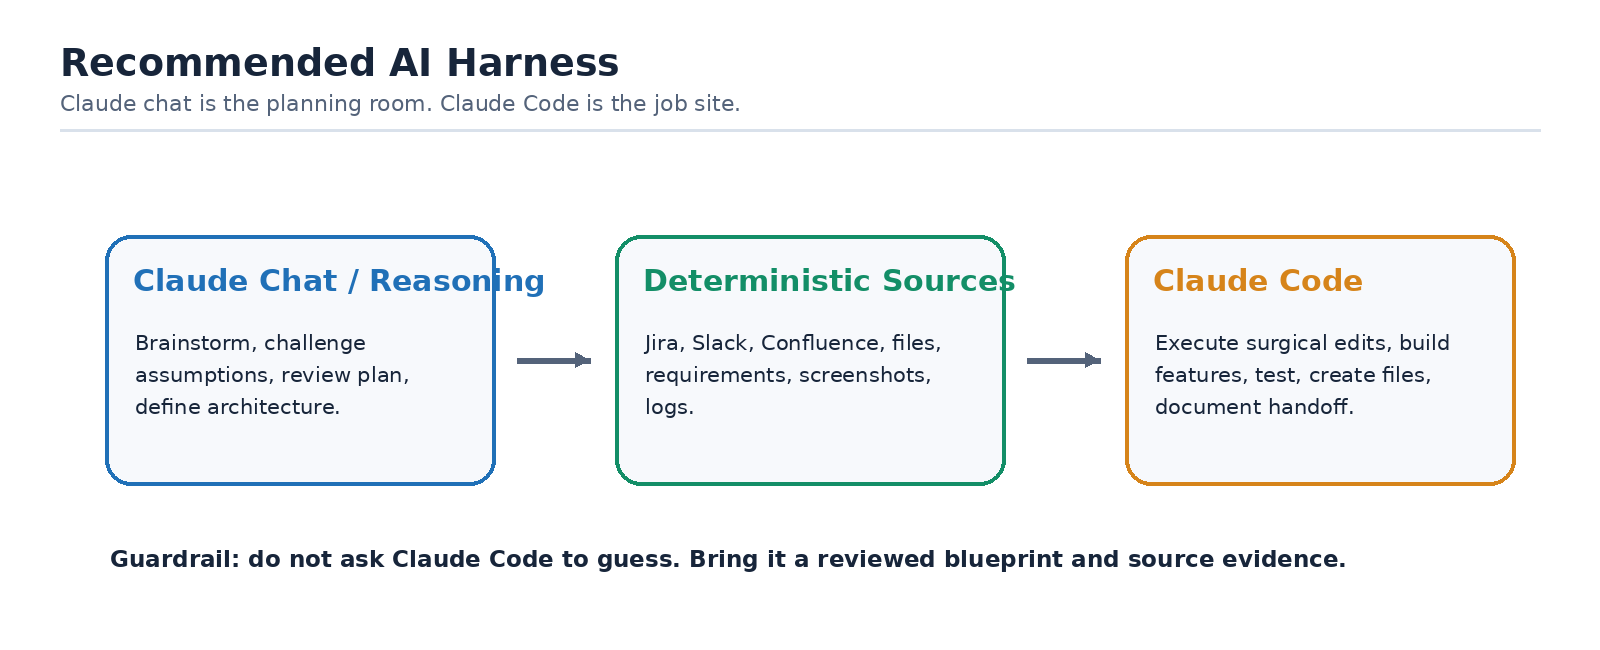 Recommended AI Harness
Claude chat is the planning room. Claude Code is the job site.
Claude Chat / Reasoning
Brainstorm, challenge
assumptions, review plan,
define architecture.
Deterministic Sources
Jira, Slack, Confluence, files,
requirements, screenshots,
logs.
Claude Code
Execute surgical edits, build
features, test, create files,
document handoff.
Guardrail: do not ask Claude Code to guess. Bring it a reviewed blueprint and source evidence.